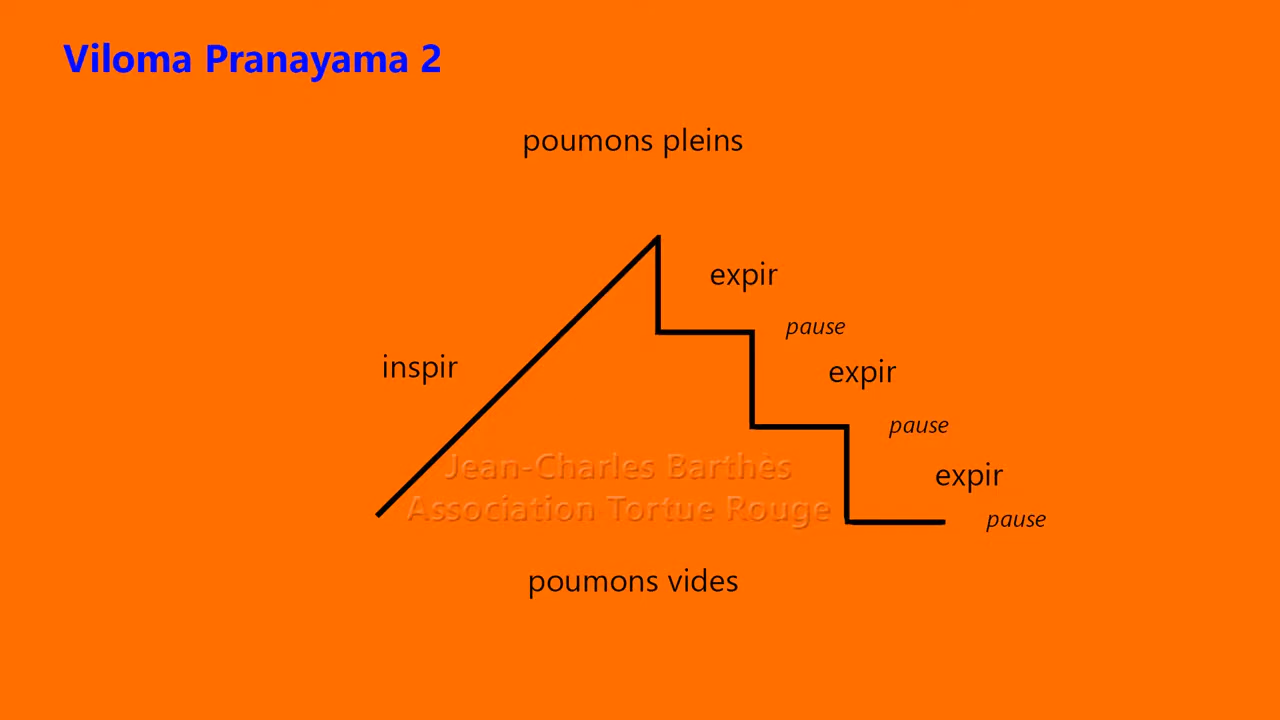 Viloma Pranayama 2
poumons pleins
expir
pause
inspir
expir
pause
Jean-Charles Barthès
expir
Association Tortue Rouge
pause
poumons vides